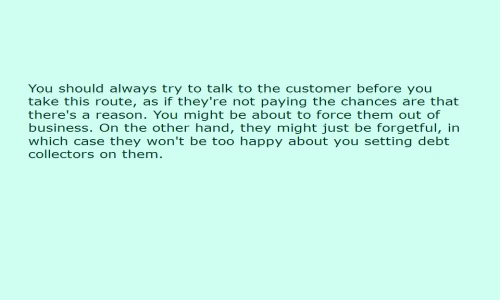 You should always try to talk to the customer before you
take this route, as if they're not paying the chances are that
there's a reason. You might be about to force them out of
business. On the other hand, they might just be forgetful, in
which case they won't be too happy about you setting debt
collectors on them.